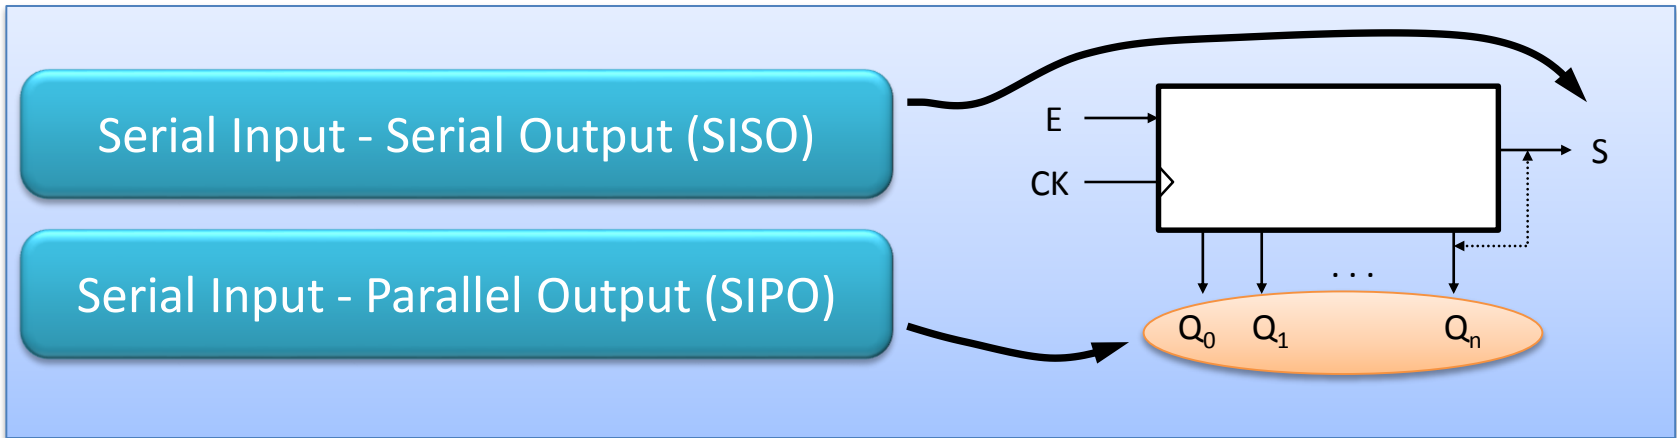 Serial Input - Serial Output (SISO)
E
CK
S
Serial Input - Parallel Output (SIPO)
. . .
Q0 Q1 Qn